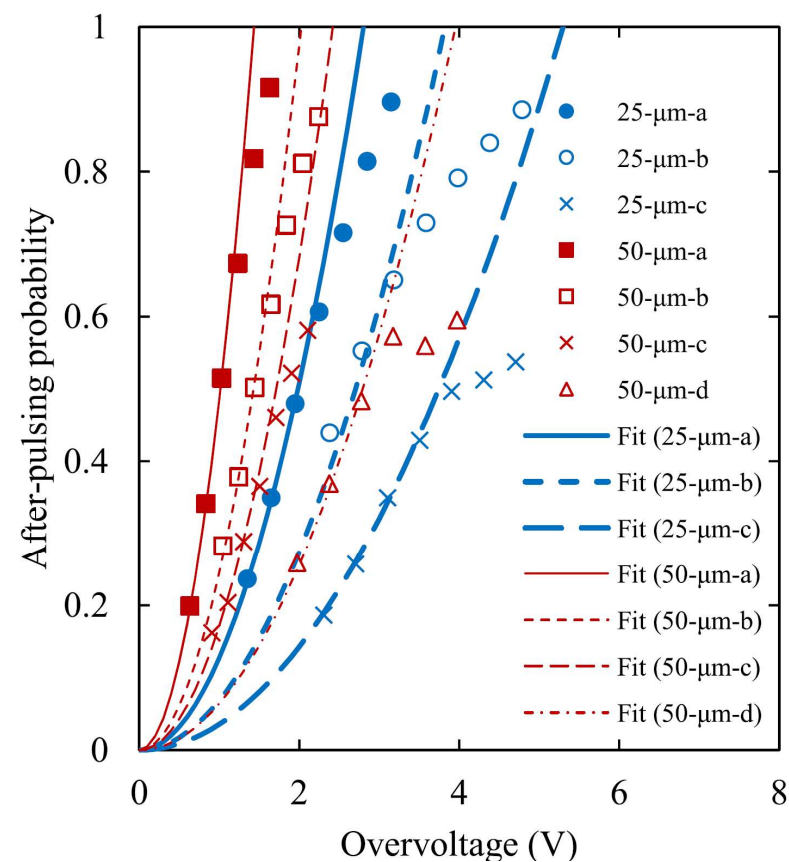 1
0.8
0.6
0.4
0.2
0
0
2
4
6
8
After-pulsing probability
Overvoltage (V)
25-μm-a
25-μm-b
25-μm-c
50-μm-a
50-μm-b
50-μm-c
50-μm-d
Fit (25-μm-a)
Fit (25-μm-b)
Fit (25-μm-c)
Fit (50-μm-a)
Fit (50-μm-b)
Fit (50-μm-c)
Fit (50-μm-d)